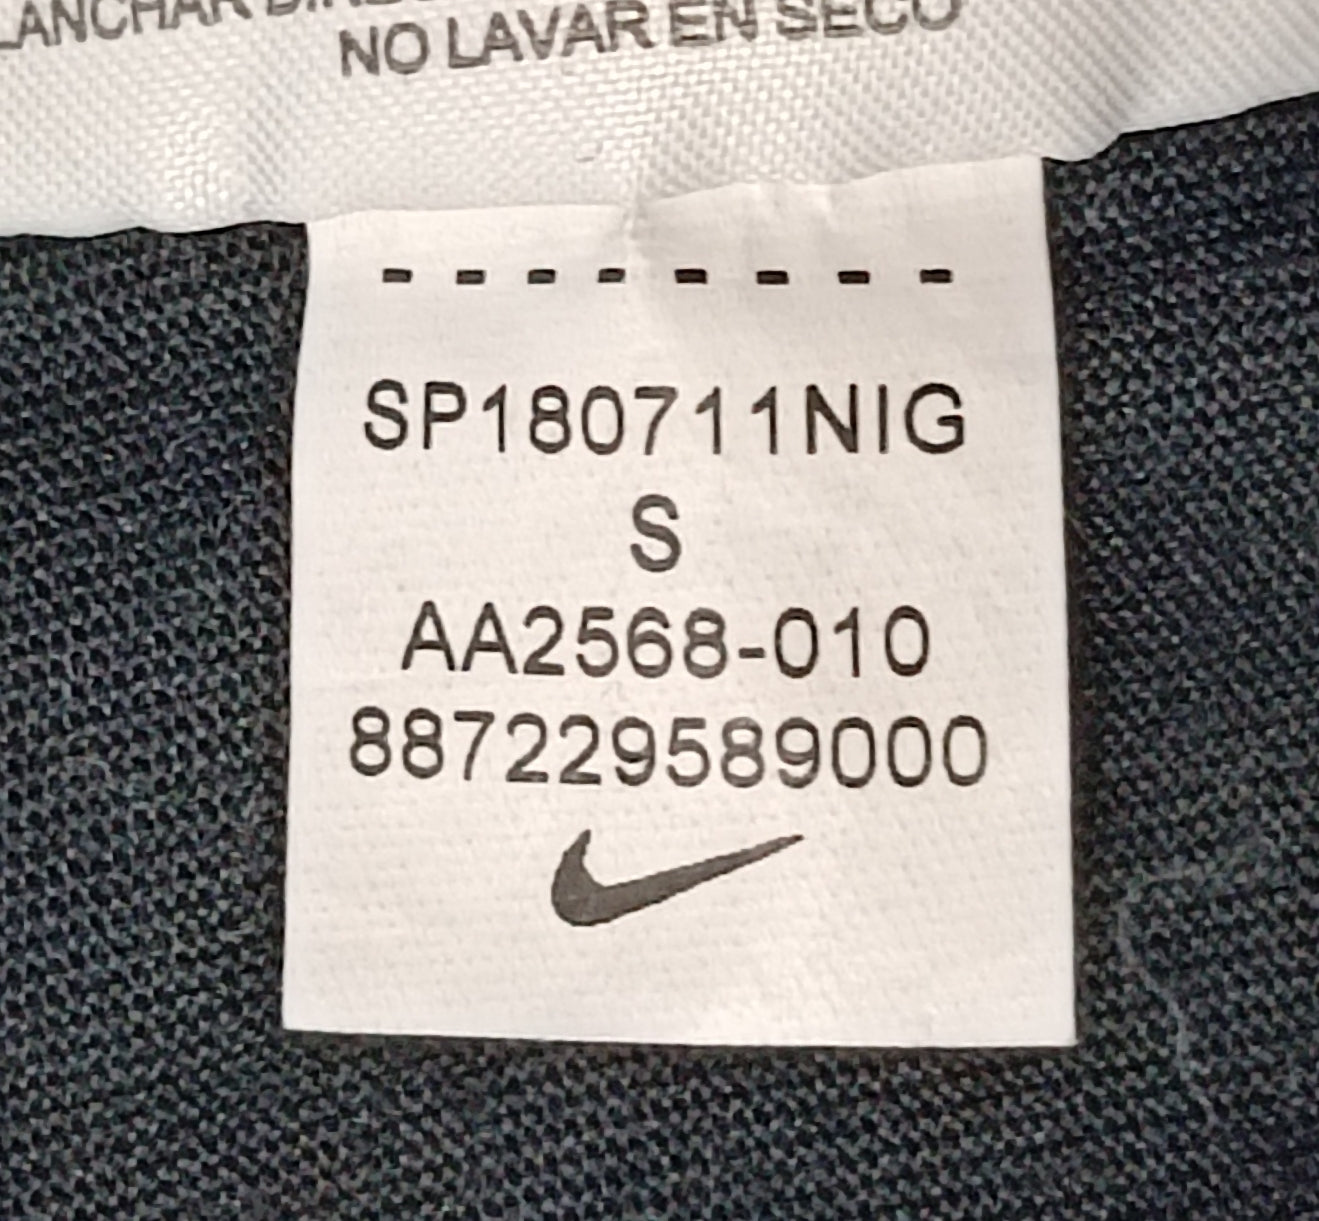 NO LAVAR EN SECO
- - - - - - - -
SP180711NIG
S
AA2568-010
887229589000